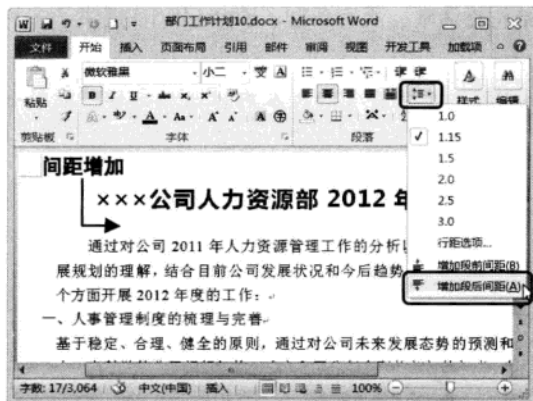 部门工作计划10.docx - Microsoft Word
文件 开始 插入 页面布局 引用 邮件 审阅 视图 开发工具 加载项
微软雅黑 小二
粘贴
样式 编辑
剪贴板 字体 段落
1.0
1.15
1.5
2.0
2.5
3.0
行距选项...
增加段前间距(B)
增加段后间距(A)
间距增加
×××公司人力资源部 2012 年
通过对公司 2011 年人力资源管理工作的分析
展规划的理解，结合目前公司发展状况和今后趋势
个方面开展 2012 年度的工作：
一、人事管理制度的梳理与完善
基于稳定、合理、健全的原则，通过对公司未来发展态势的预测和
字数: 17/3,064 中文(中国) 插入 100%